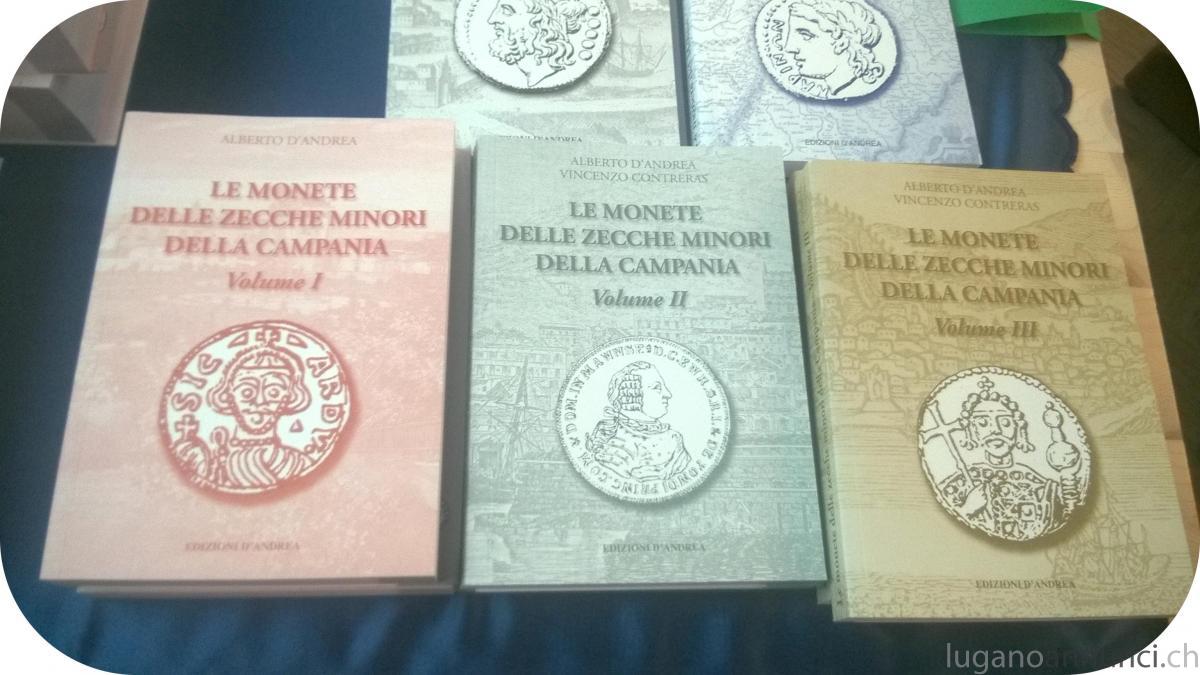 EDIZIONI D'ANDREA
ALBERTO D'ANDREA
LE MONETE
DELLE ZECCHE MINORI
DELLA CAMPANIA
Volume I
SIC ARDV
EDIZIONI D'ANDREA
ALBERTO D'ANDREA
VINCENZO CONTRERAS
LE MONETE
DELLE ZECCHE MINORI
DELLA CAMPANIA
Volume II
EDIZIONI D'ANDREA
ALBERTO D'ANDREA
VINCENZO CONTRERAS
LE MONETE
DELLE ZECCHE MINORI
DELLA CAMPANIA
Volume III
EDIZIONI D'ANDREA
luganoannunci.ch